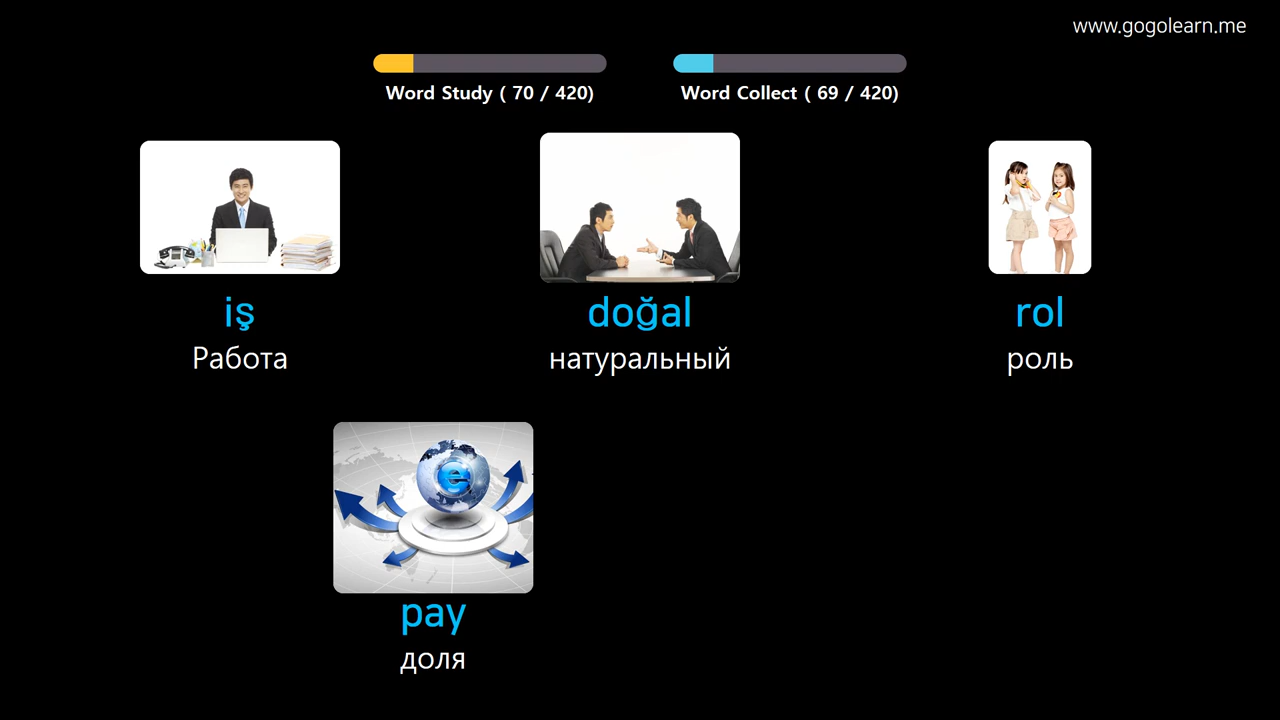 www.gogolearn.me
Word Study ( 70 / 420)
Word Collect ( 69 / 420)
iş
doğal
rol
Работа
натуральный
роль
e
pay
доля